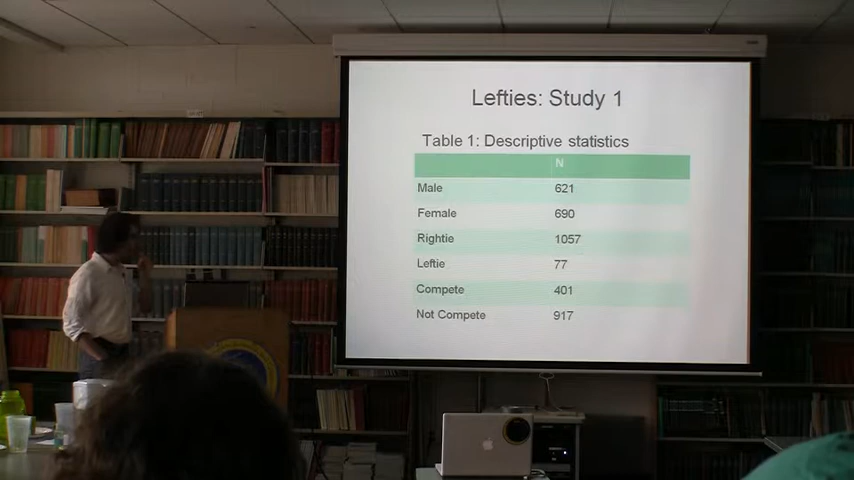 Lefties: Study 1
Table 1: Descriptive statistics
N
Male 621
Female 690
Rightie 1057
Leftie 77
Compete 401
Not Compete 917